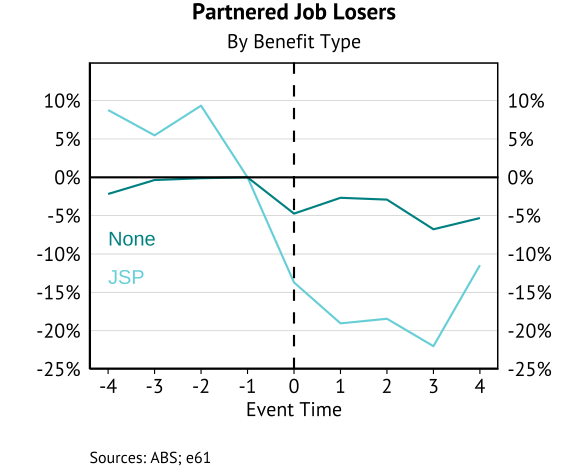 Partnered Job Losers
By Benefit Type
10% 10%
5% 5%
0% 0%
-5% -5%
None
-10% -10%
JSP
-15% -15%
-20% -20%
-25% -25%
-4 -3 -2 -1 0 1 2 3 4
Event Time
Sources: ABS; e61